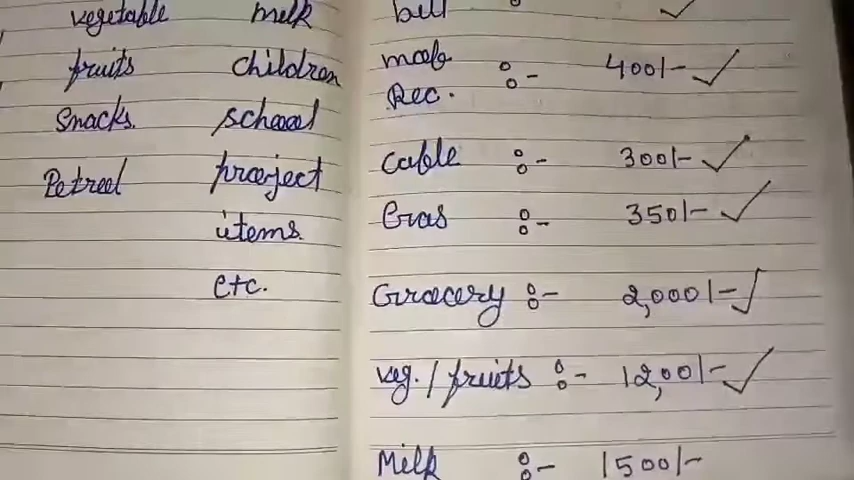 vegetable milk
fruits children
Snacks. school
Petrol project
items.
etc.
bill
mob :- 400/- ✓
Rec.
Cable :- 300/- ✓
Gas :- 350/- ✓
Grocery :- 2,000/- ✓
veg./fruits :- 12,00/- ✓
Milk :- 1500/-